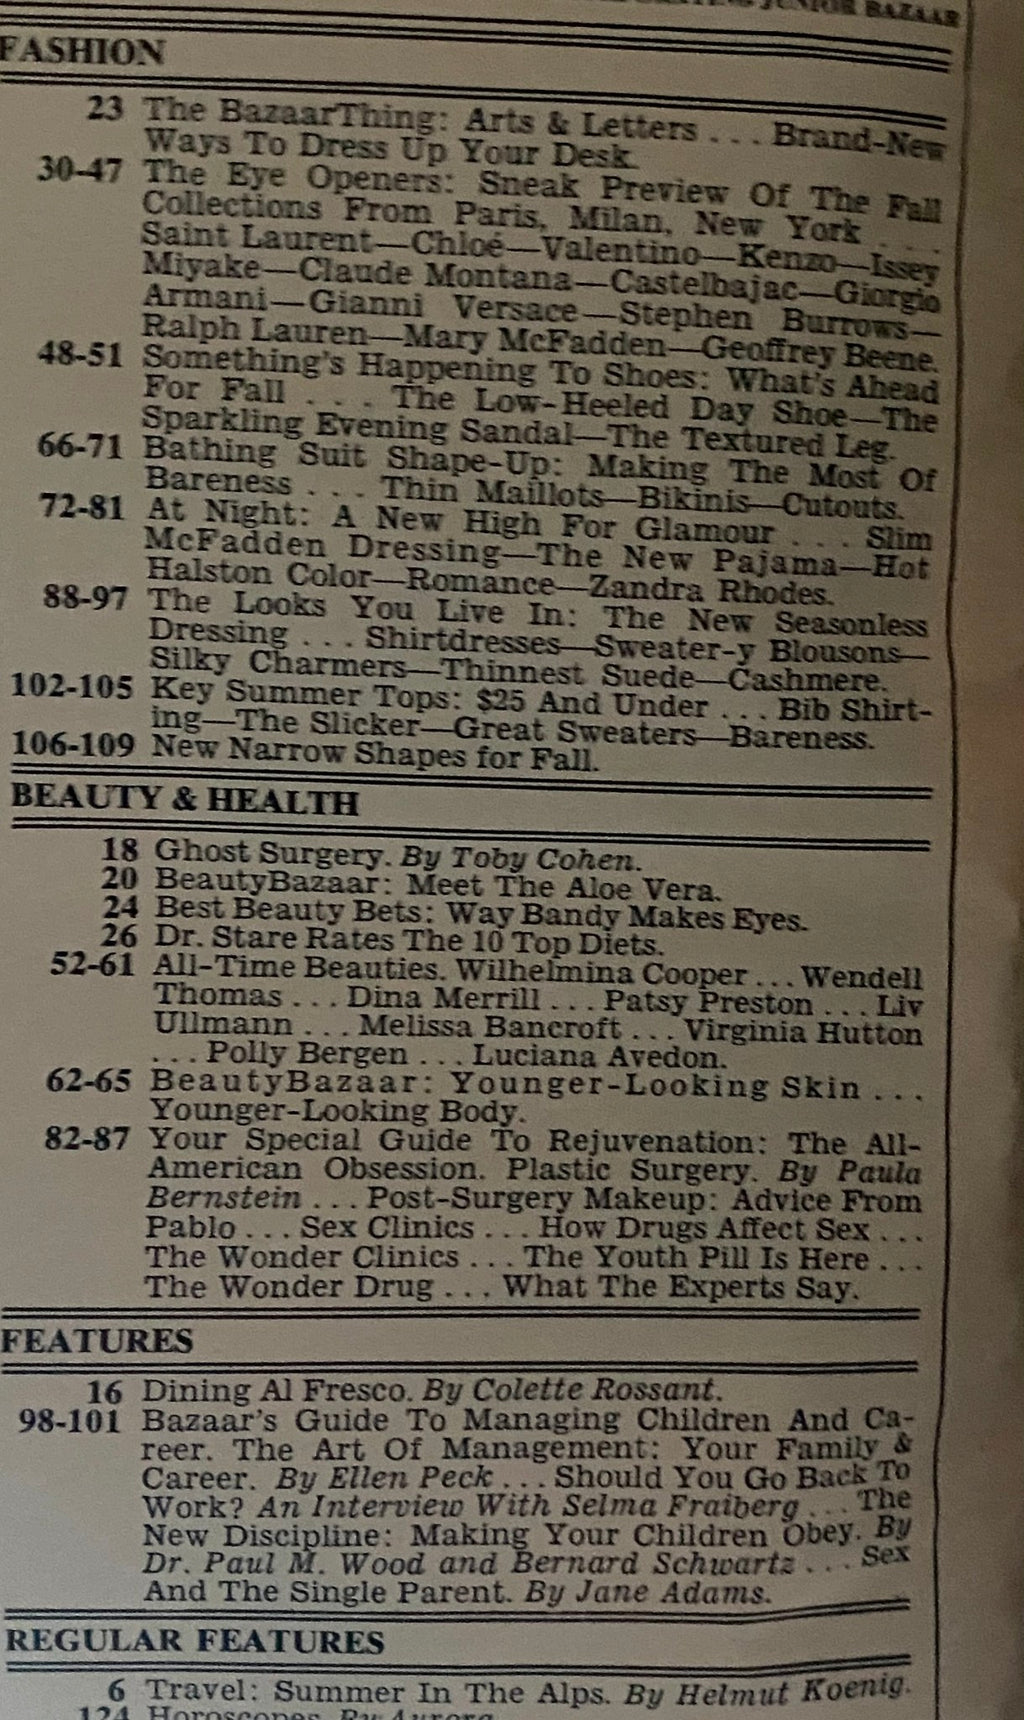 JUNIOR BAZAAR
FASHION
23 The BazaarThing: Arts & Letters . . . Brand-New
Ways To Dress Up Your Desk.
30-47 The Eye Openers: Sneak Preview Of The Fall
Collections From Paris, Milan, New York . . .
Saint Laurent—Chloé—Valentino—Kenzo—Issey
Miyake—Claude Montana—Castelbajac—Giorgio
Armani—Gianni Versace—Stephen Burrows—
Ralph Lauren—Mary McFadden—Geoffrey Beene.
48-51 Something's Happening To Shoes: What's Ahead
For Fall . . . The Low-Heeled Day Shoe—The
Sparkling Evening Sandal—The Textured Leg.
66-71 Bathing Suit Shape-Up: Making The Most Of
Bareness . . . Thin Maillots—Bikinis—Cutouts.
72-81 At Night: A New High For Glamour . . . Slim
McFadden Dressing—The New Pajama—Hot
Halston Color—Romance—Zandra Rhodes.
88-97 The Looks You Live In: The New Seasonless
Dressing . . . Shirtdresses—Sweater-y Blousons—
Silky Charmers—Thinnest Suede—Cashmere.
102-105 Key Summer Tops: $25 And Under . . . Bib Shirt-
ing—The Slicker—Great Sweaters—Bareness.
106-109 New Narrow Shapes for Fall.
BEAUTY & HEALTH
18 Ghost Surgery. By Toby Cohen.
20 BeautyBazaar: Meet The Aloe Vera.
24 Best Beauty Bets: Way Bandy Makes Eyes.
26 Dr. Stare Rates The 10 Top Diets.
52-61 All-Time Beauties. Wilhelmina Cooper . . . Wendell
Thomas . . . Dina Merrill . . . Patsy Preston . . . Liv
Ullmann . . . Melissa Bancroft . . . Virginia Hutton
. . . Polly Bergen . . . Luciana Avedon.
62-65 BeautyBazaar: Younger-Looking Skin . . .
Younger-Looking Body.
82-87 Your Special Guide To Rejuvenation: The All-
American Obsession. Plastic Surgery. By Paula
Bernstein . . . Post-Surgery Makeup: Advice From
Pablo . . . Sex Clinics . . . How Drugs Affect Sex . . .
The Wonder Clinics . . . The Youth Pill Is Here . . .
The Wonder Drug . . . What The Experts Say.
FEATURES
16 Dining Al Fresco. By Colette Rossant.
98-101 Bazaar's Guide To Managing Children And Ca-
reer. The Art Of Management: Your Family &
Career. By Ellen Peck . . . Should You Go Back To
Work? An Interview With Selma Fraiberg . . . The
New Discipline: Making Your Children Obey. By
Dr. Paul M. Wood and Bernard Schwartz . . . Sex
And The Single Parent. By Jane Adams.
REGULAR FEATURES
6 Travel: Summer In The Alps. By Helmut Koenig.
124 Horoscopes. By Aurora